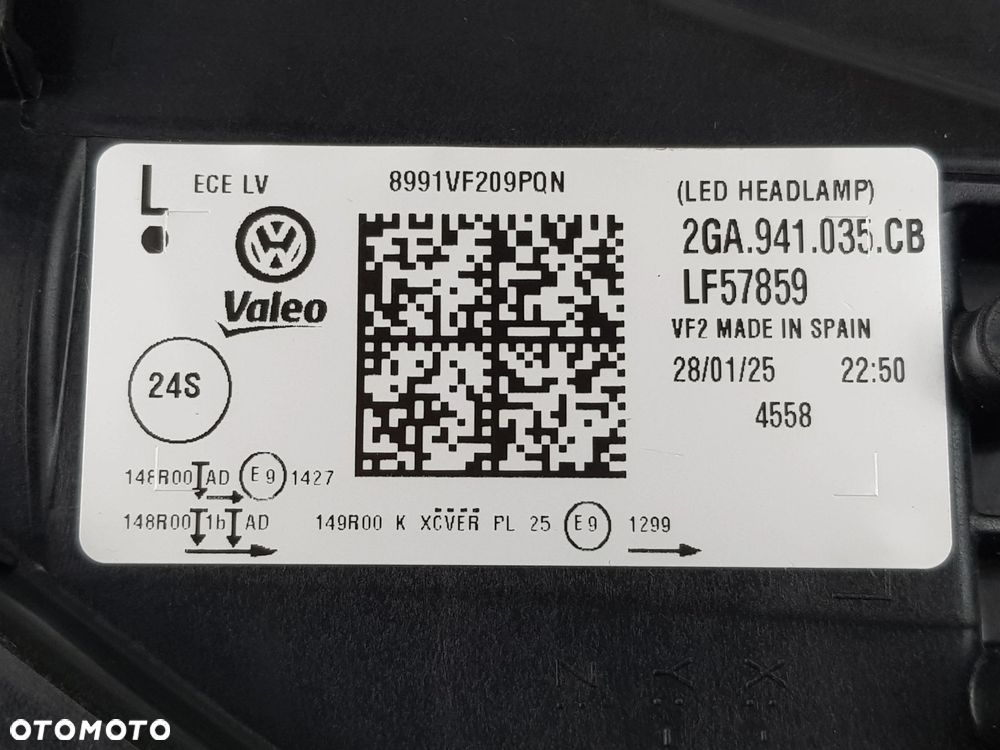 L ECE LV 8991VF209PQN (LED HEADLAMP)
2GA.941.035.CB
Valeo LF57859
VF2 MADE IN SPAIN
24S 28/01/25 22:50
4558
148R00 AD E9 1427
148R00 1b AD 149R00 K XCVER PL 25 E9 1299
N Y X
OTOMOTO